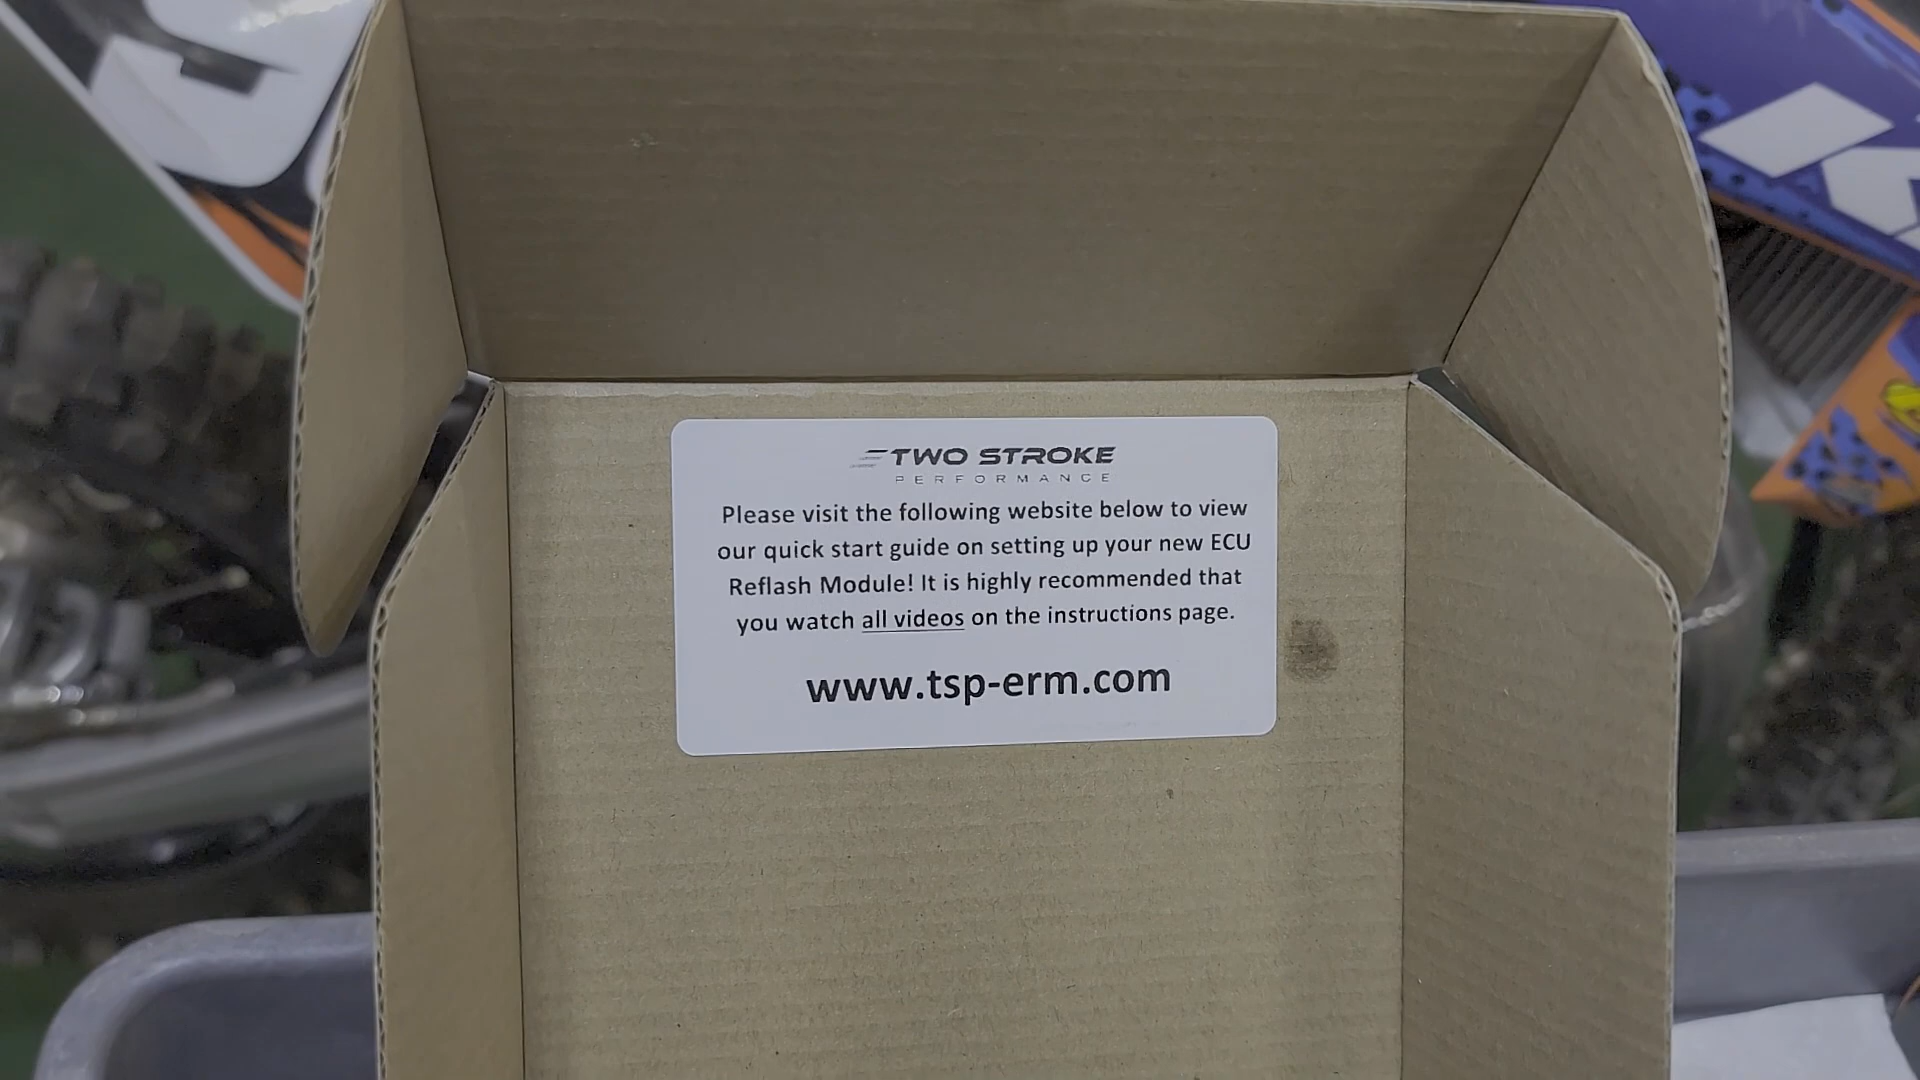 TWO STROKE
PERFORMANCE
Please visit the following website below to view
our quick start guide on setting up your new ECU
Reflash Module! It is highly recommended that
you watch all videos on the instructions page.
www.tsp-erm.com